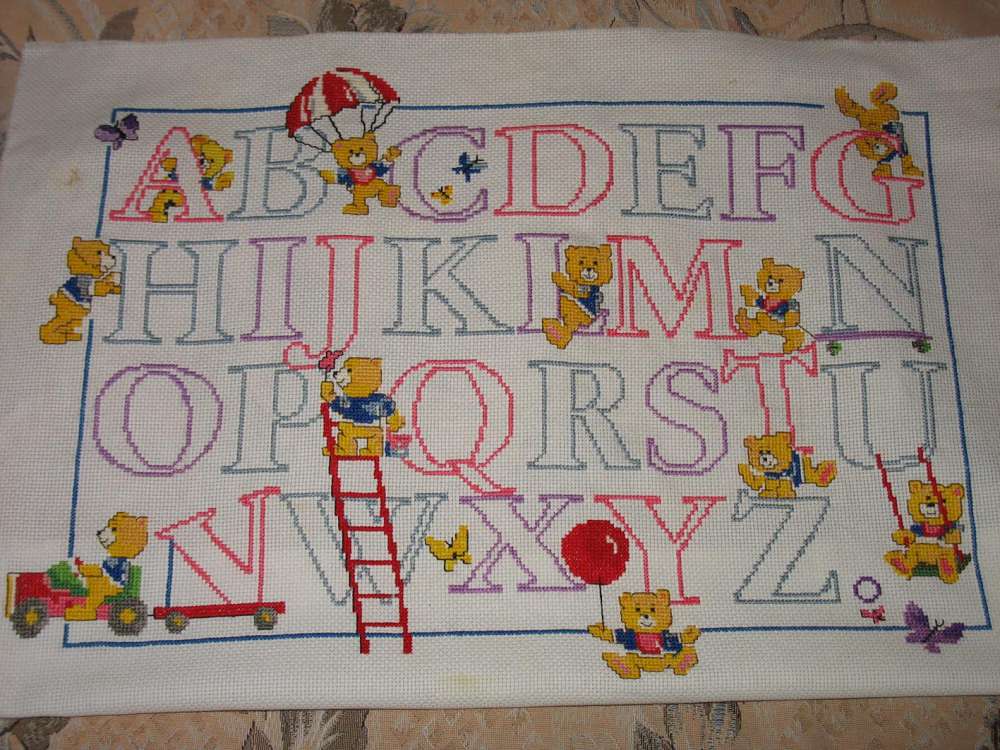 ABCDEFG
HIJKLMN
OPQRSTU
VWXYZ.